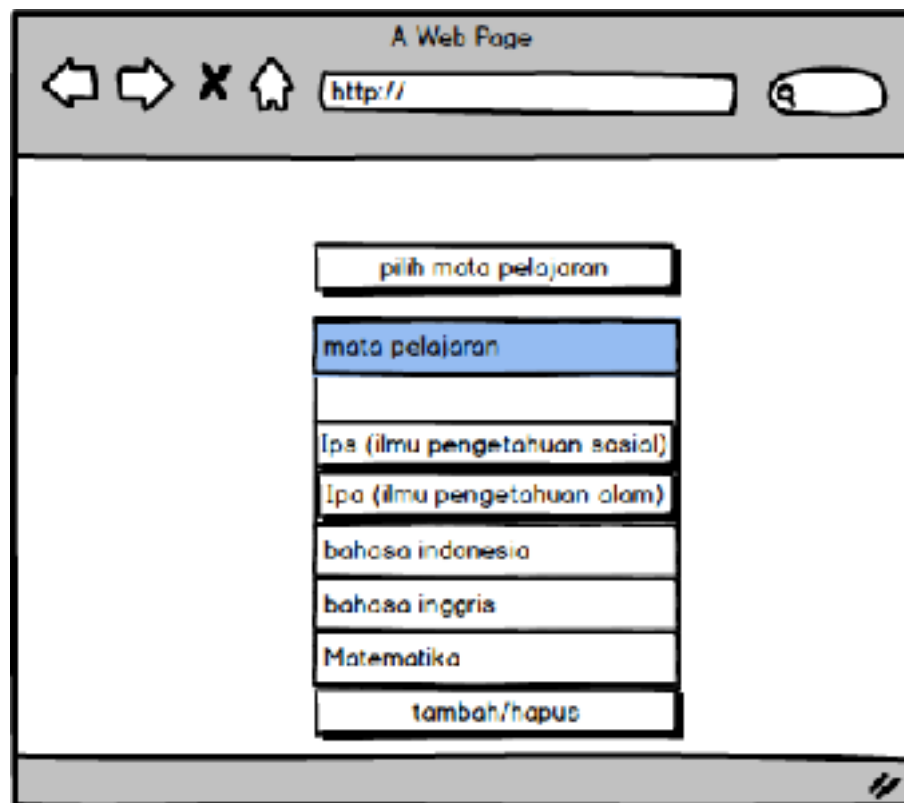 A Web Page
http://
pilih mata pelajaran
mata pelajaran
Ips (ilmu pengetahuan sosial)
Ipa (ilmu pengetahuan alam)
bahasa indonesia
bahasa inggris
Matematika
tambah/hapus